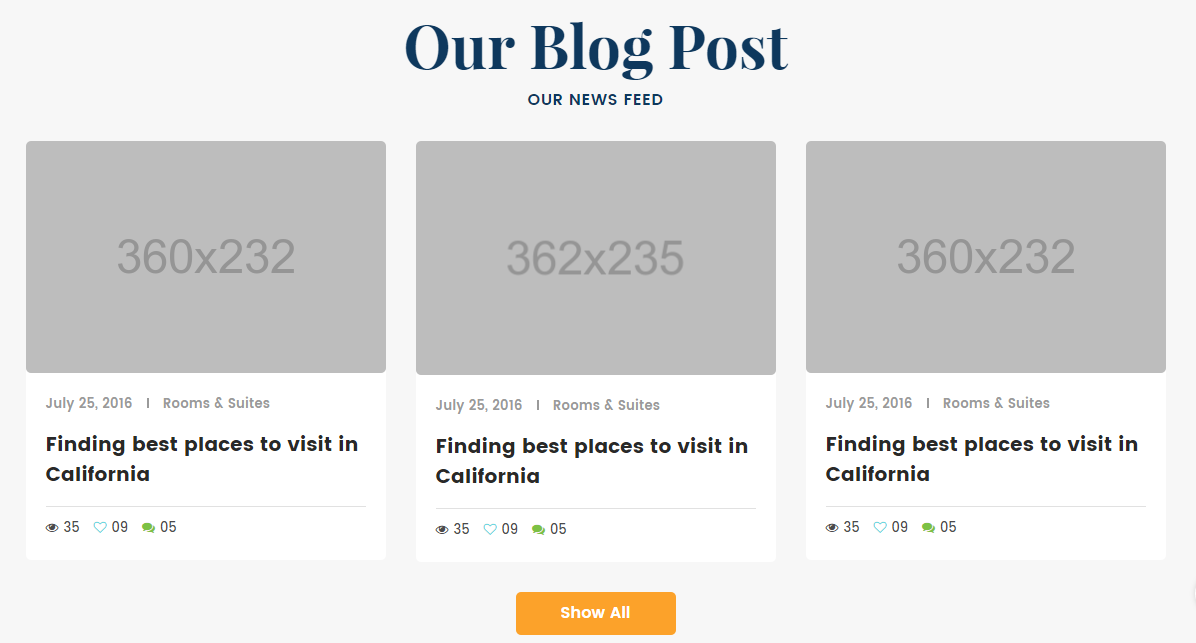 Our Blog Post
OUR NEWS FEED
360x232
July 25, 2016 | Rooms & Suites
Finding best places to visit in
California
35 09 05
362x235
July 25, 2016 | Rooms & Suites
Finding best places to visit in
California
35 09 05
360x232
July 25, 2016 | Rooms & Suites
Finding best places to visit in
California
35 09 05
Show All